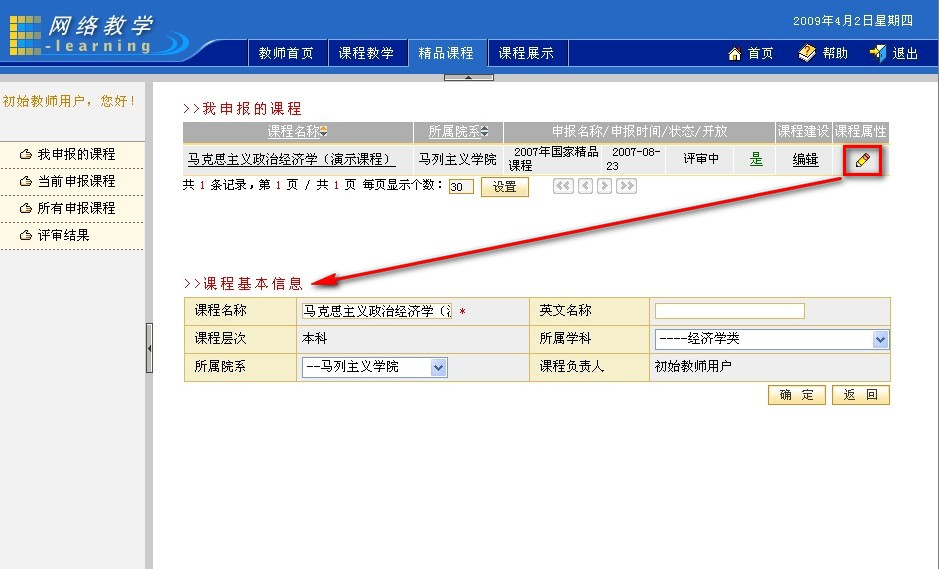 网络教学
-learning
2009年4月2日星期四
教师首页 课程教学 精品课程 课程展示 首页 帮助 退出
初始教师用户，您好！
我申报的课程
当前申报课程
所有申报课程
评审结果
>>我申报的课程
课程名称 所属院系 申报名称/申报时间/状态/开放 课程建设 课程属性
马克思主义政治经济学（演示课程） 马列主义学院 2007年国家精品课程 2007-08-23 评审中 是 编辑
共 1 条记录，第 1 页 / 共 1 页 每页显示个数： 30 设置
>>课程基本信息
课程名称 马克思主义政治经济学（ * 英文名称
课程层次 本科 所属学科 ----经济学类
所属院系 --马列主义学院 课程负责人 初始教师用户
确 定 返 回